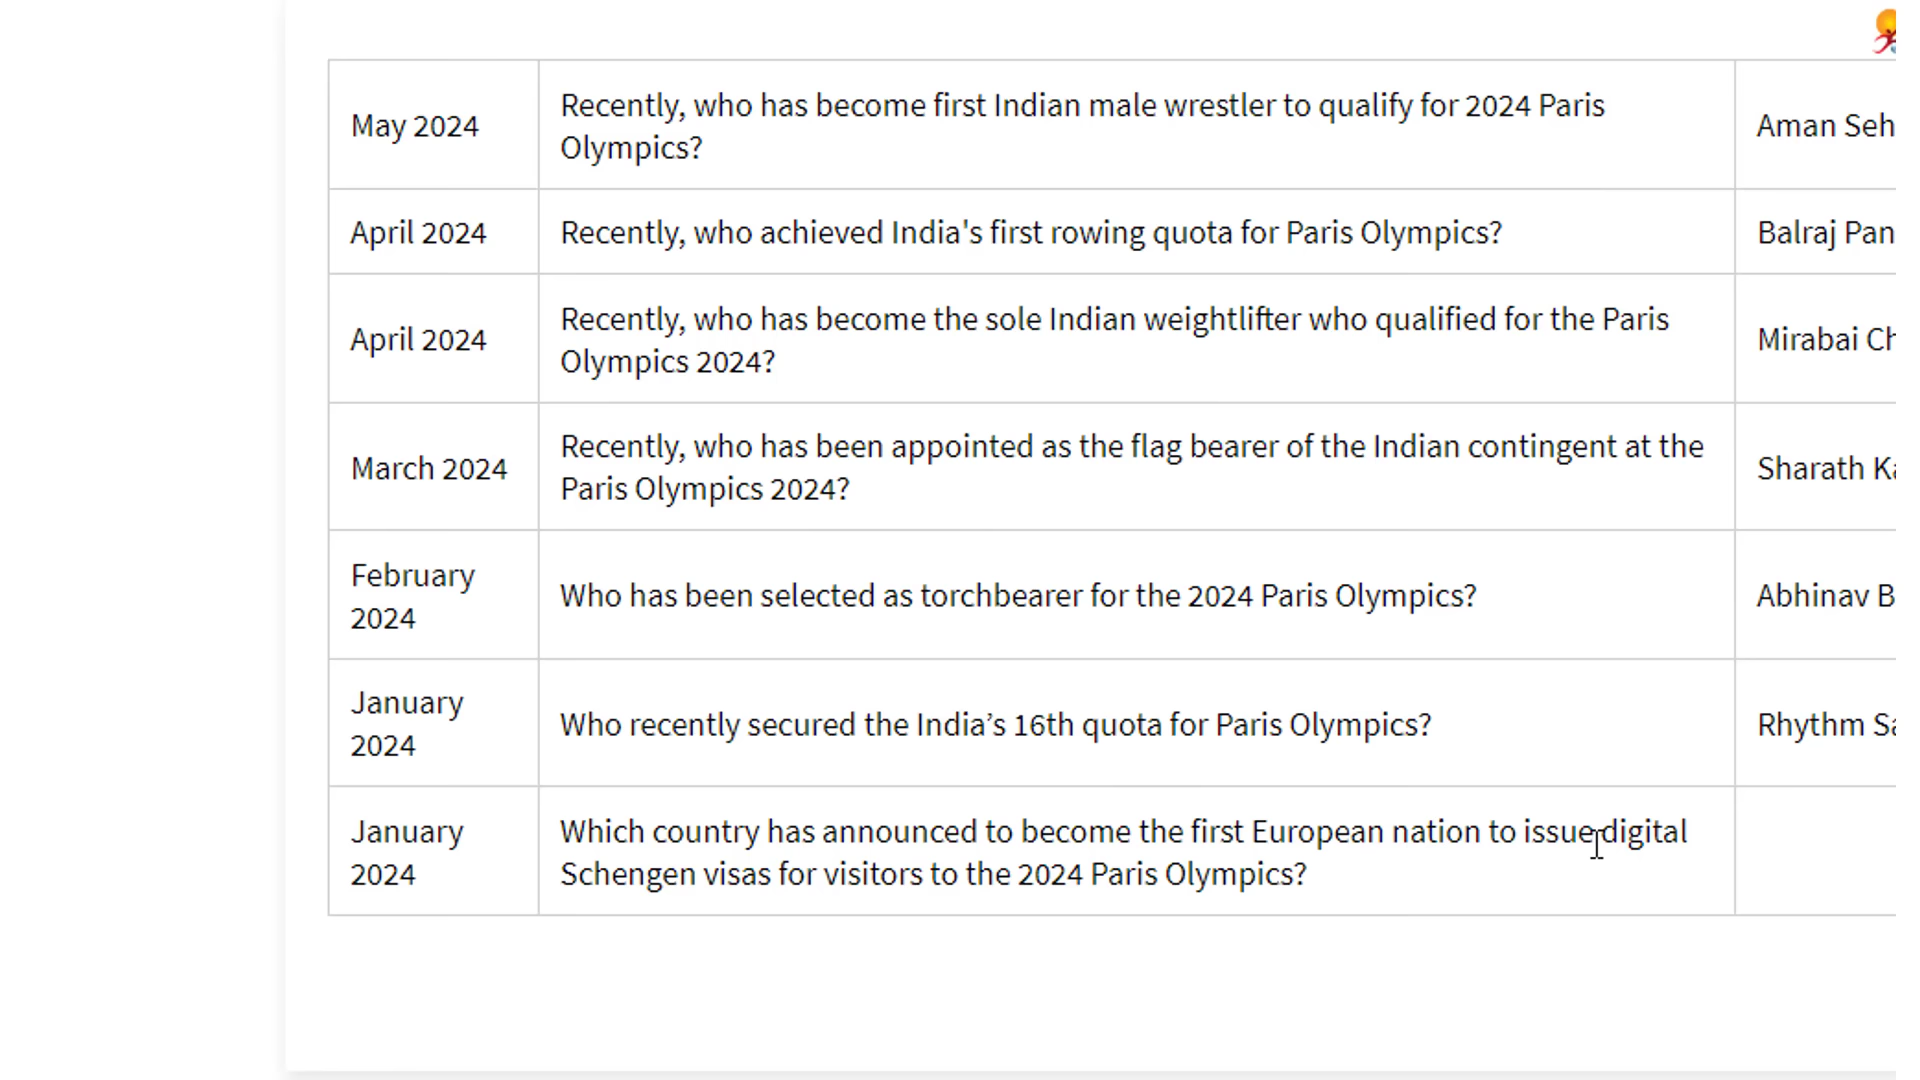 May 2024
Recently, who has become first Indian male wrestler to qualify for 2024 Paris
Olympics?
Aman Seh
April 2024
Recently, who achieved India's first rowing quota for Paris Olympics?
Balraj Pan
April 2024
Recently, who has become the sole Indian weightlifter who qualified for the Paris
Olympics 2024?
Mirabai Ch
March 2024
Recently, who has been appointed as the flag bearer of the Indian contingent at the
Paris Olympics 2024?
Sharath Ka
February
2024
Who has been selected as torchbearer for the 2024 Paris Olympics?
Abhinav B
January
2024
Who recently secured the India’s 16th quota for Paris Olympics?
Rhythm Sa
January
2024
Which country has announced to become the first European nation to issue digital
Schengen visas for visitors to the 2024 Paris Olympics?